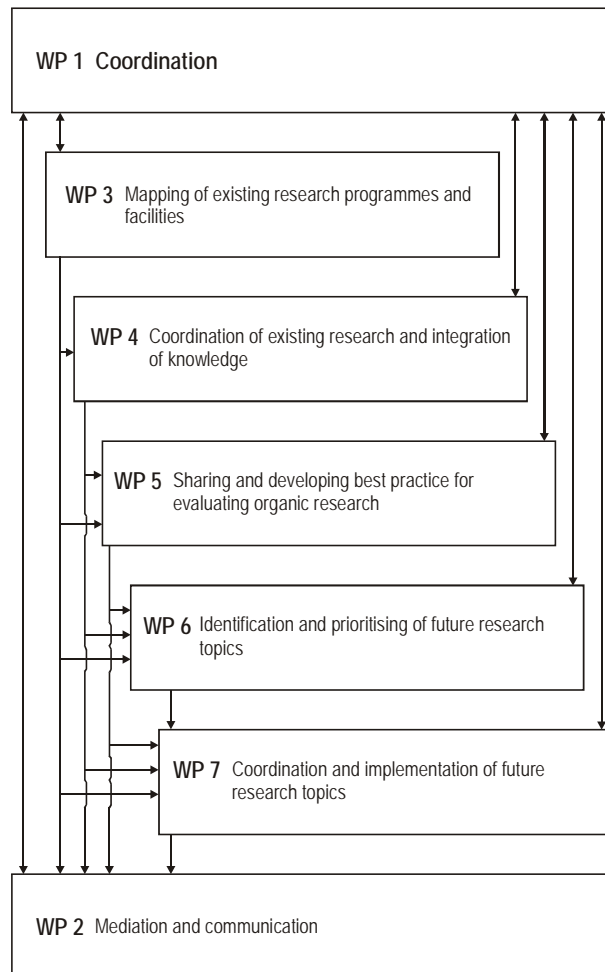 WP 1 Coordination
WP 3 Mapping of existing research programmes and
facilities
WP 4 Coordination of existing research and integration
of knowledge
WP 5 Sharing and developing best practice for
evaluating organic research
WP 6 Identification and prioritising of future research
topics
WP 7 Coordination and implementation of future
research topics
WP 2 Mediation and communication